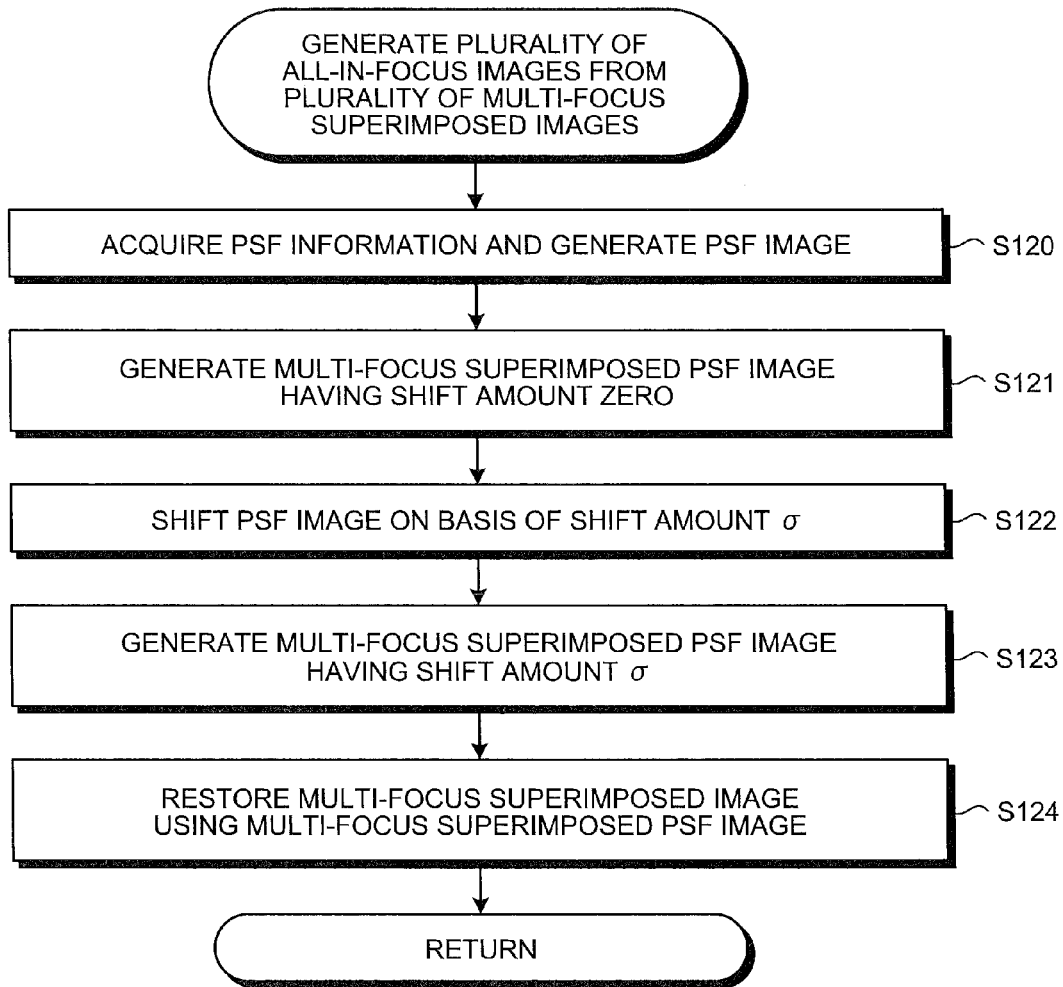 GENERATE PLURALITY OF
ALL-IN-FOCUS IMAGES FROM
PLURALITY OF MULTI-FOCUS
SUPERIMPOSED IMAGES
ACQUIRE PSF INFORMATION AND GENERATE PSF IMAGE
S120
GENERATE MULTI-FOCUS SUPERIMPOSED PSF IMAGE
HAVING SHIFT AMOUNT ZERO
S121
SHIFT PSF IMAGE ON BASIS OF SHIFT AMOUNT σ
S122
GENERATE MULTI-FOCUS SUPERIMPOSED PSF IMAGE
HAVING SHIFT AMOUNT σ
S123
RESTORE MULTI-FOCUS SUPERIMPOSED IMAGE
USING MULTI-FOCUS SUPERIMPOSED PSF IMAGE
S124
RETURN